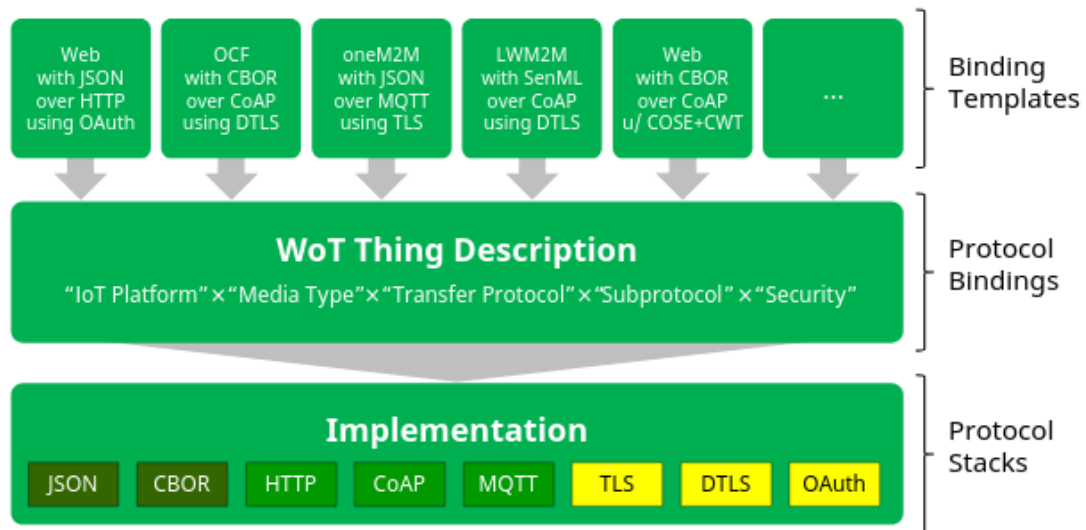 Web
with JSON
over HTTP
using OAuth
OCF
with CBOR
over CoAP
using DTLS
oneM2M
with JSON
over MQTT
using TLS
LWM2M
with SenML
over CoAP
using DTLS
Web
with CBOR
over CoAP
u/ COSE+CWT
...
Binding
Templates
WoT Thing Description
“IoT Platform”×“Media Type”×“Transfer Protocol”×“Subprotocol”×“Security”
Protocol
Bindings
Implementation
JSON
CBOR
HTTP
CoAP
MQTT
TLS
DTLS
OAuth
Protocol
Stacks